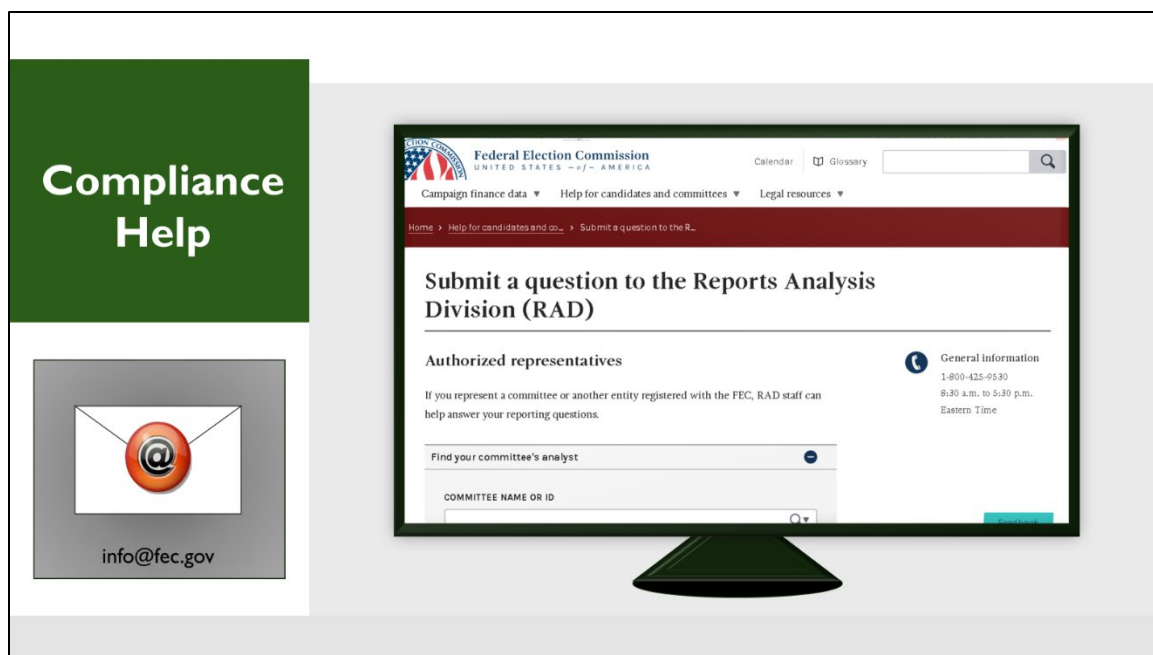 Compliance
Help
info@fec.gov
Federal Election Commission
UNITED STATES -of- AMERICA
Calendar
Glossary
Campaign finance data ▼ Help for candidates and committees ▼ Legal resources ▼
Home > Help for candidates and co... > Submit a question to the R...
Submit a question to the Reports Analysis
Division (RAD)
Authorized representatives
If you represent a committee or another entity registered with the FEC, RAD staff can
help answer your reporting questions.
Find your committee's analyst
COMMITTEE NAME OR ID
General information
1-800-425-9530
8:30 a.m. to 5:30 p.m.
Eastern Time
Feedback